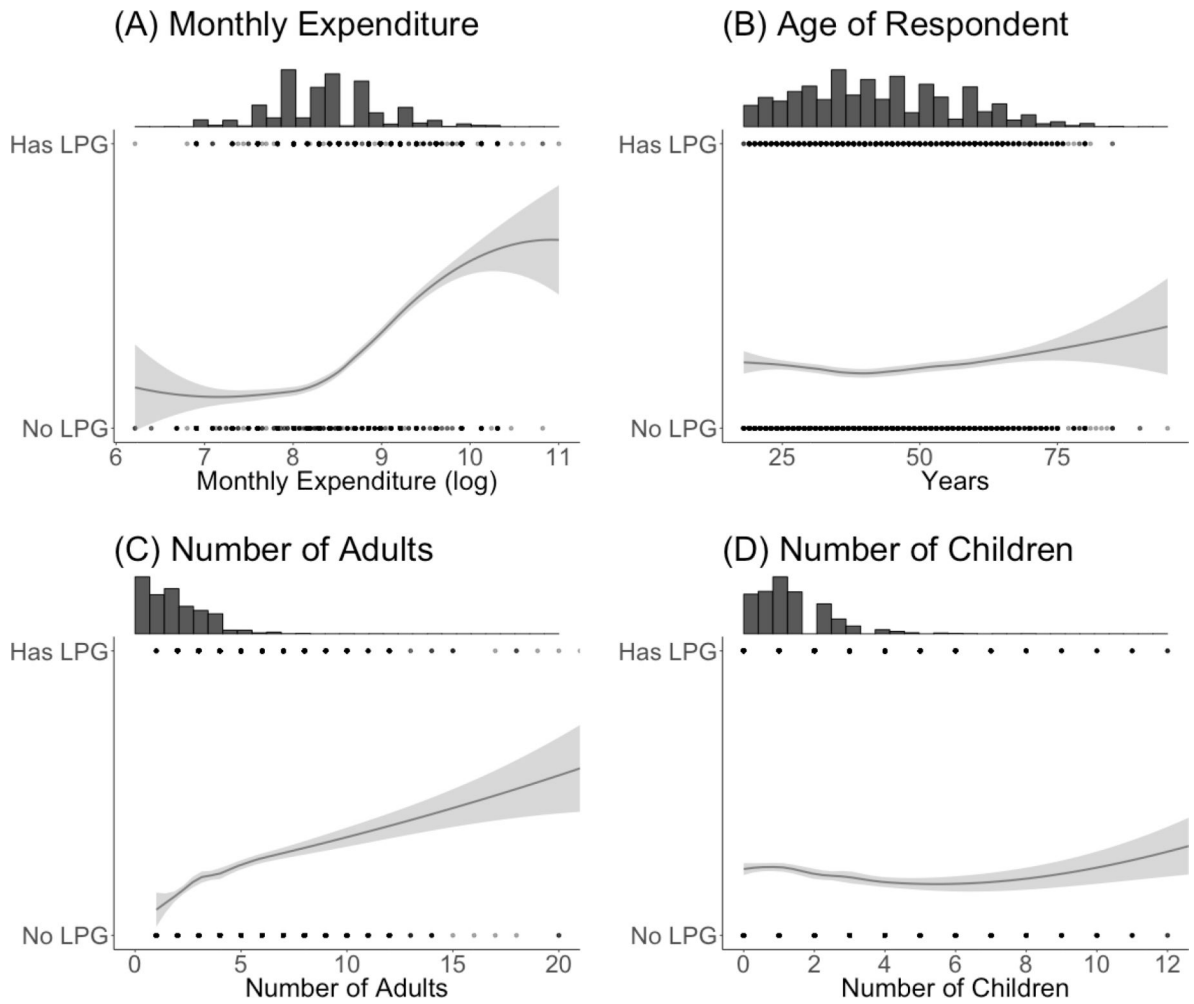 (A) Monthly Expenditure
Has LPG
No LPG
6 7 8 9 10 11
Monthly Expenditure (log)
(B) Age of Respondent
Has LPG
No LPG
25 50 75
Years
(C) Number of Adults
Has LPG
No LPG
0 5 10 15 20
Number of Adults
(D) Number of Children
Has LPG
No LPG
0 2 4 6 8 10 12
Number of Children